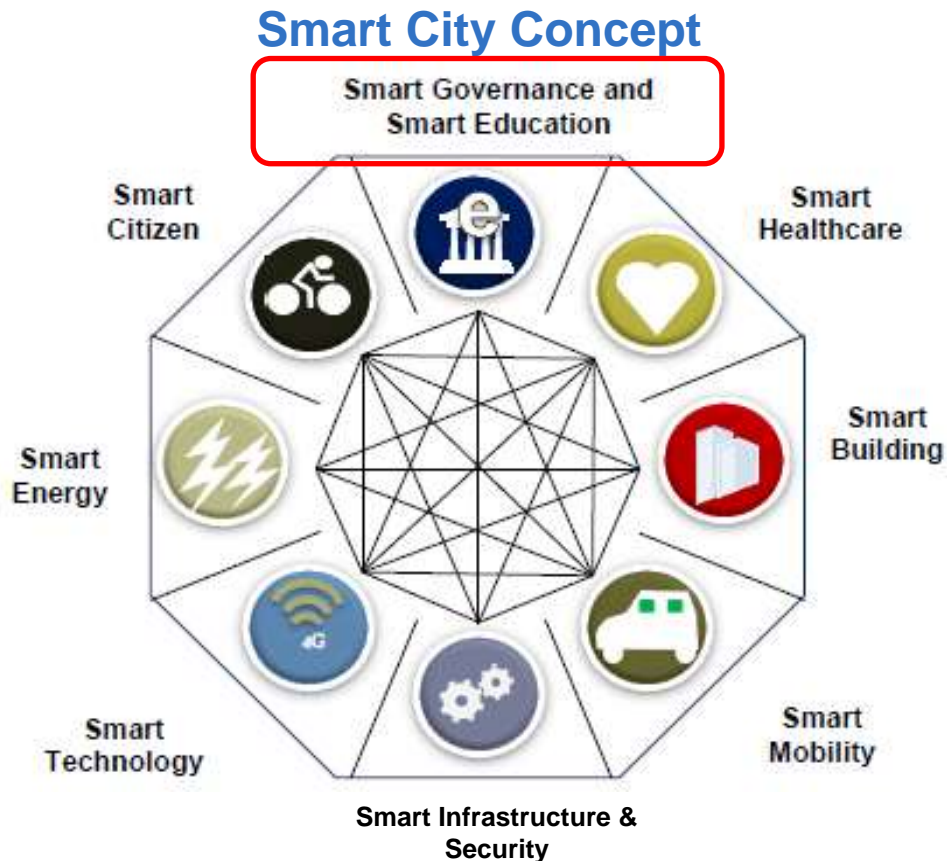 Smart City Concept
Smart Governance and
Smart Education
Smart
Citizen
Smart
Healthcare
e
Smart
Energy
Smart
Building
4G
Smart
Technology
Smart
Mobility
Smart Infrastructure &
Security